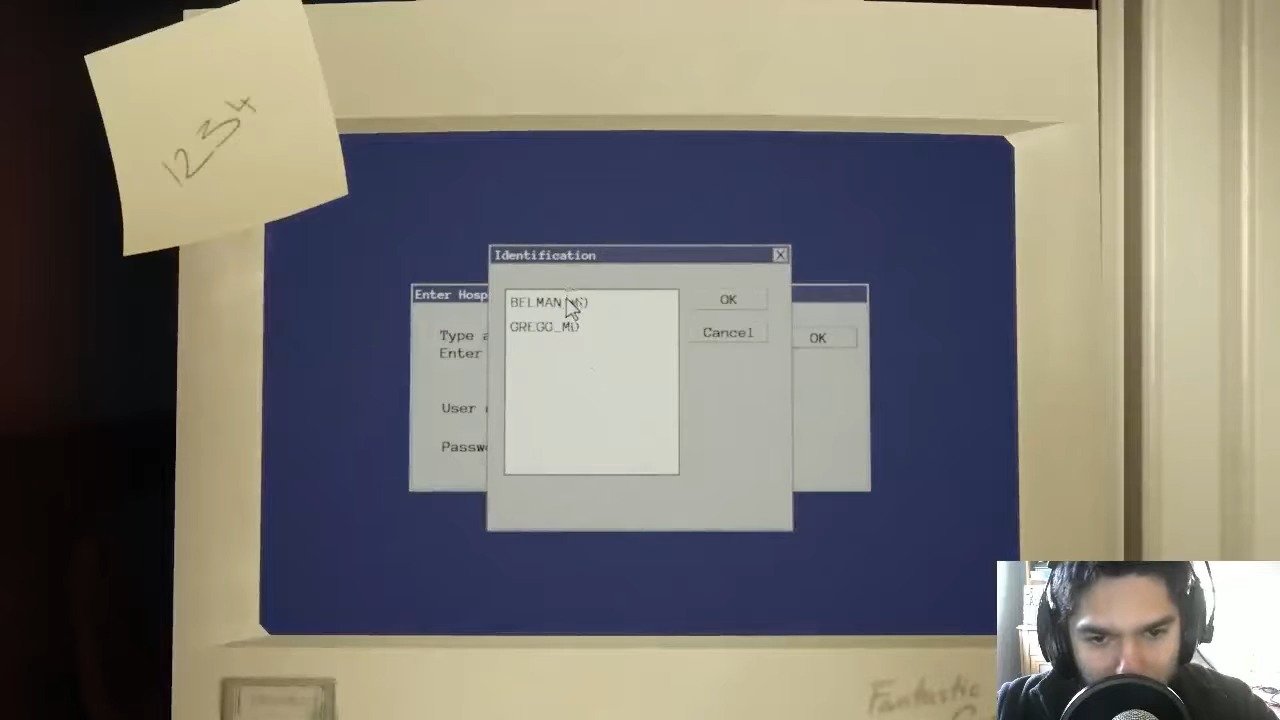 1234
Identification
X
Enter Hosp
BELMAN_MD
OK
GREGG_MD
Cancel
Type a
OK
Enter
User
Passw
Fantastic